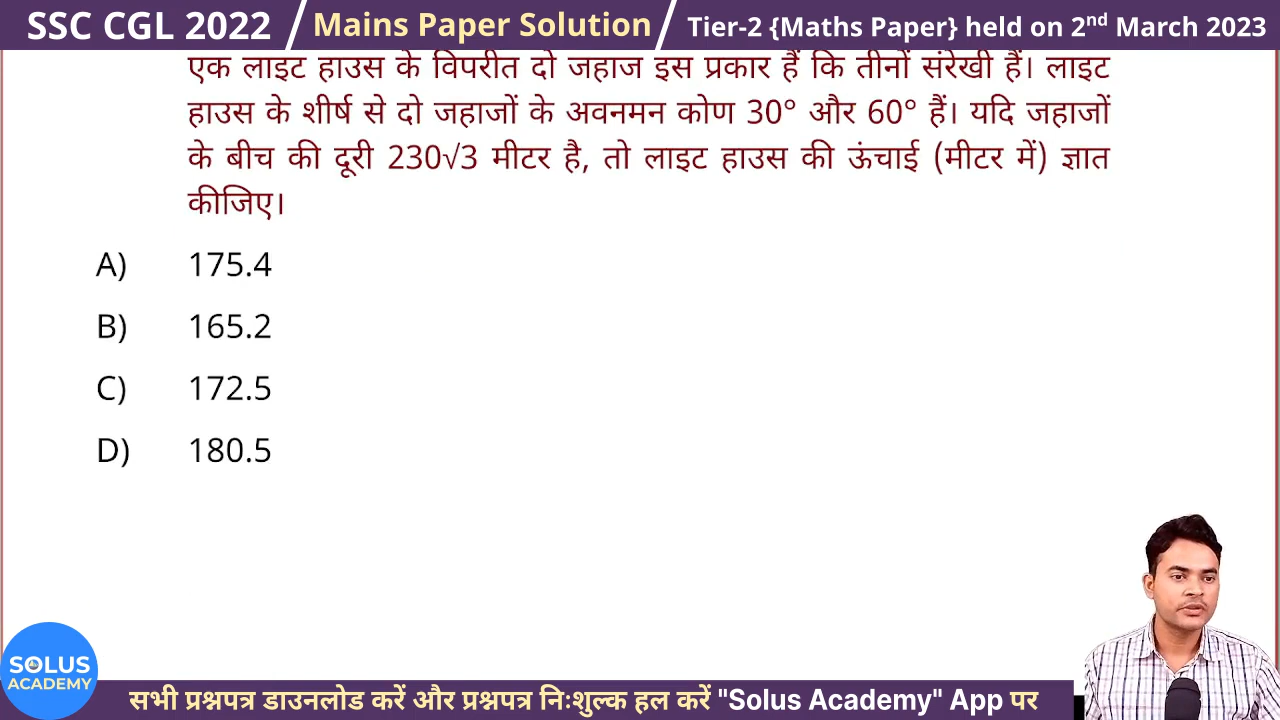 SSC CGL 2022 / Mains Paper Solution / Tier-2 {Maths Paper} held on 2nd March 2023
एक लाइट हाउस के विपरीत दो जहाज इस प्रकार हैं कि तीनों संरेखी हैं। लाइट
हाउस के शीर्ष से दो जहाजों के अवनमन कोण 30° और 60° हैं। यदि जहाजों
के बीच की दूरी 230√3 मीटर है, तो लाइट हाउस की ऊंचाई (मीटर में) ज्ञात
कीजिए।
A) 175.4
B) 165.2
C) 172.5
D) 180.5
SOLUS
ACADEMY
सभी प्रश्नपत्र डाउनलोड करें और प्रश्नपत्र निःशुल्क हल करें "Solus Academy" App पर